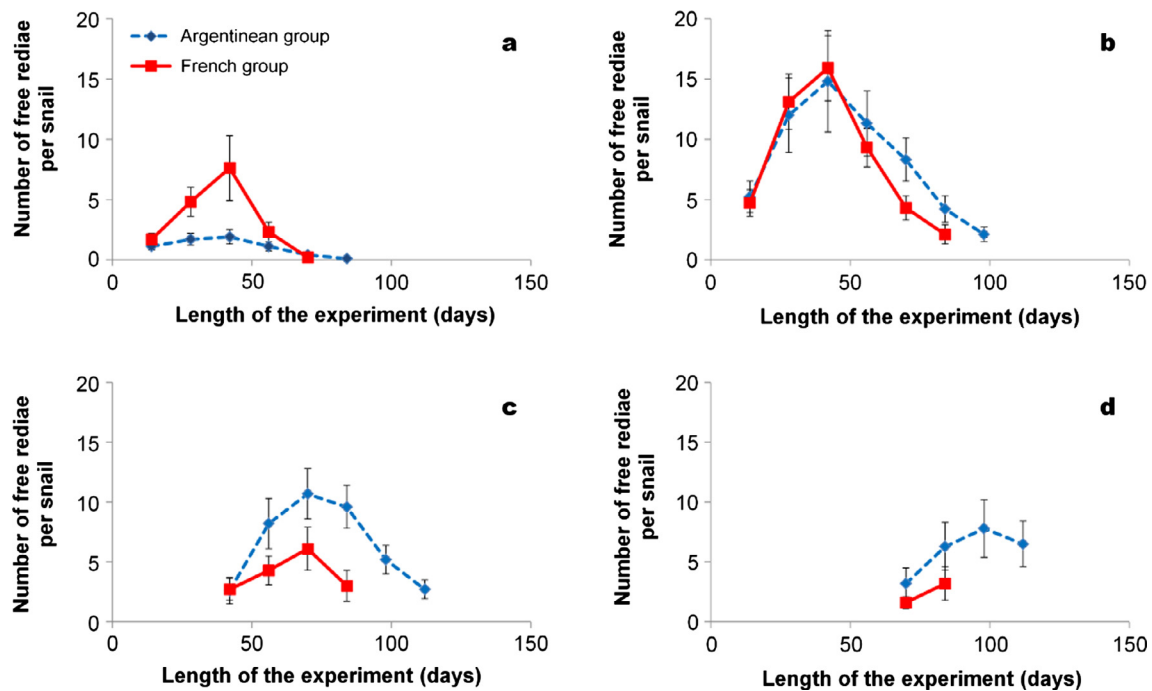 20
15
10
5
0
Number of free rediae
per snail
Argentinean group
French group
a
0 50 100 150
Length of the experiment (days)
20
15
10
5
0
Number of free rediae
per snail
b
0 50 100 150
Length of the experiment (days)
20
15
10
5
0
Number of free rediae
per snail
c
0 50 100 150
Length of the experiment (days)
20
15
10
5
0
Number of free rediae
per snail
d
0 50 100 150
Length of the experiment (days)